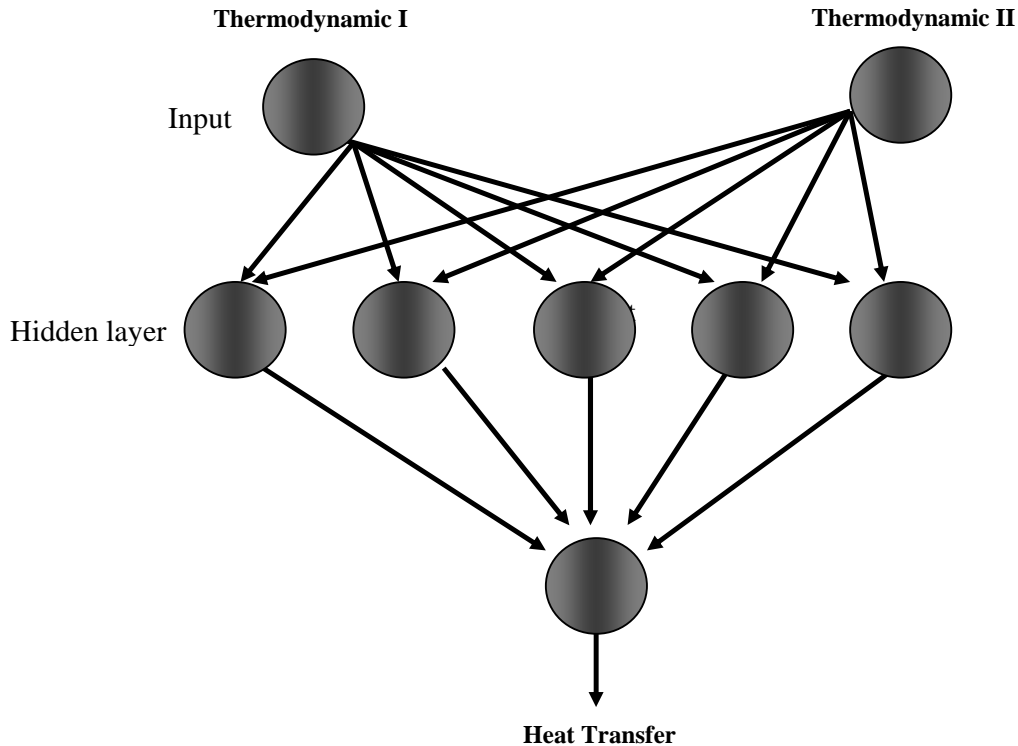 Thermodynamic I
Thermodynamic II
Input
Hidden layer
Heat Transfer